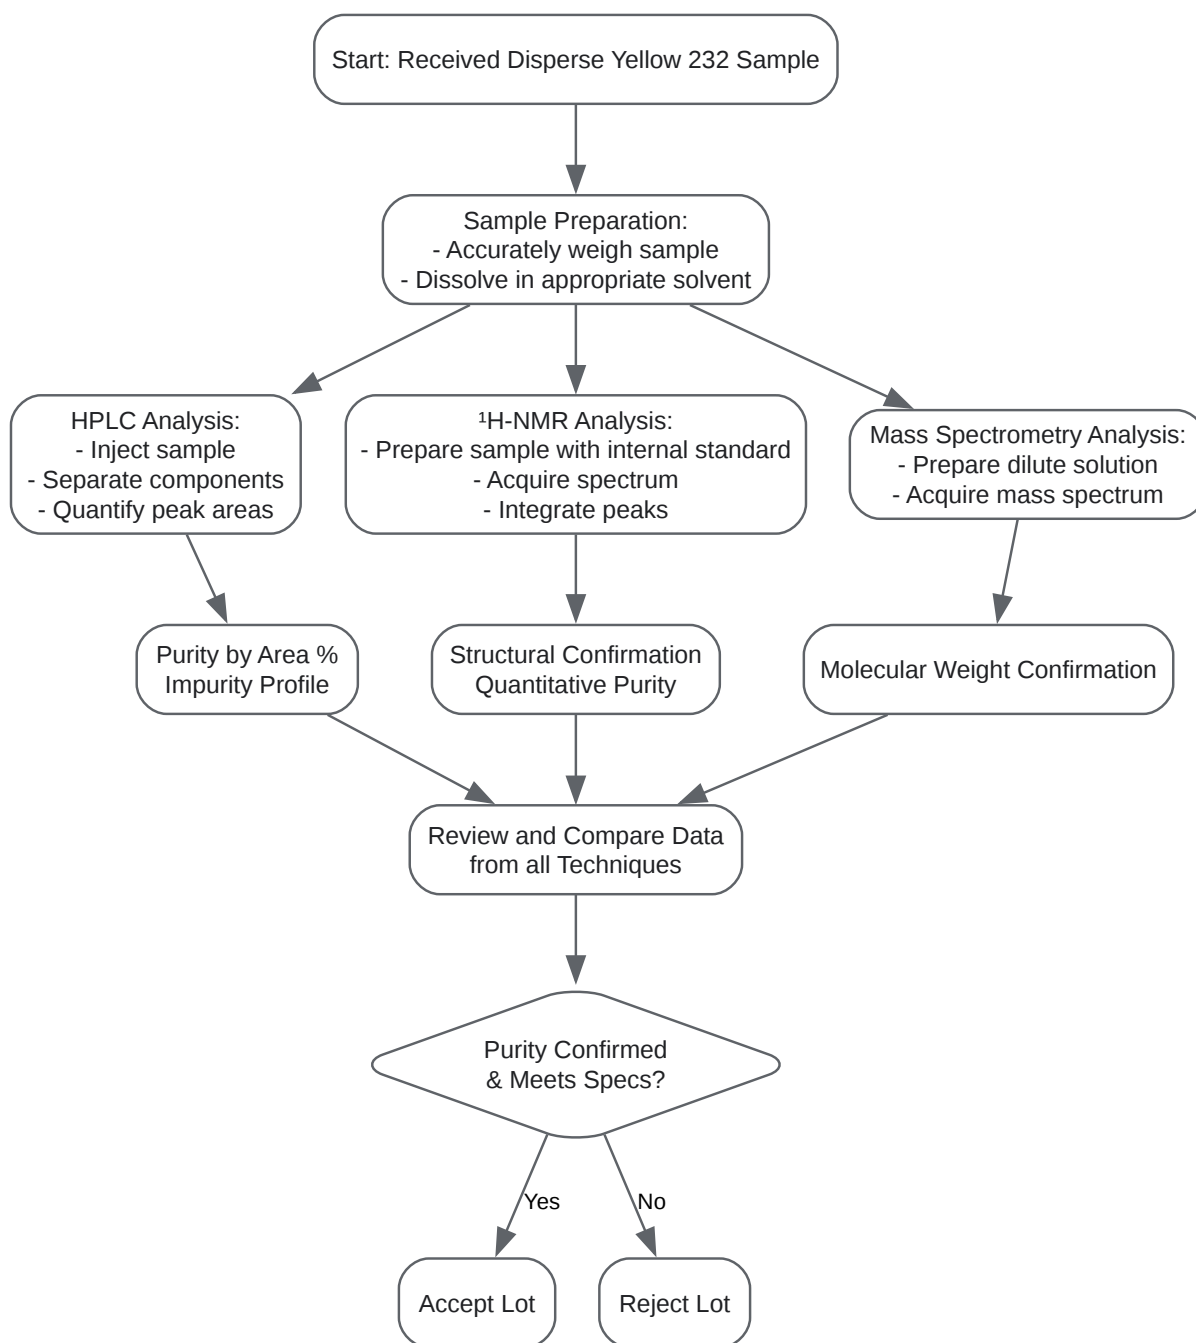 Start: Received Disperse Yellow 232 Sample
Sample Preparation:
- Accurately weigh sample
- Dissolve in appropriate solvent
HPLC Analysis:
- Inject sample
- Separate components
- Quantify peak areas
¹H-NMR Analysis:
- Prepare sample with internal standard
- Acquire spectrum
- Integrate peaks
Mass Spectrometry Analysis:
- Prepare dilute solution
- Acquire mass spectrum
Purity by Area %
Impurity Profile
Structural Confirmation
Quantitative Purity
Molecular Weight Confirmation
Review and Compare Data
from all Techniques
Purity Confirmed
& Meets Specs?
Yes
No
Accept Lot
Reject Lot